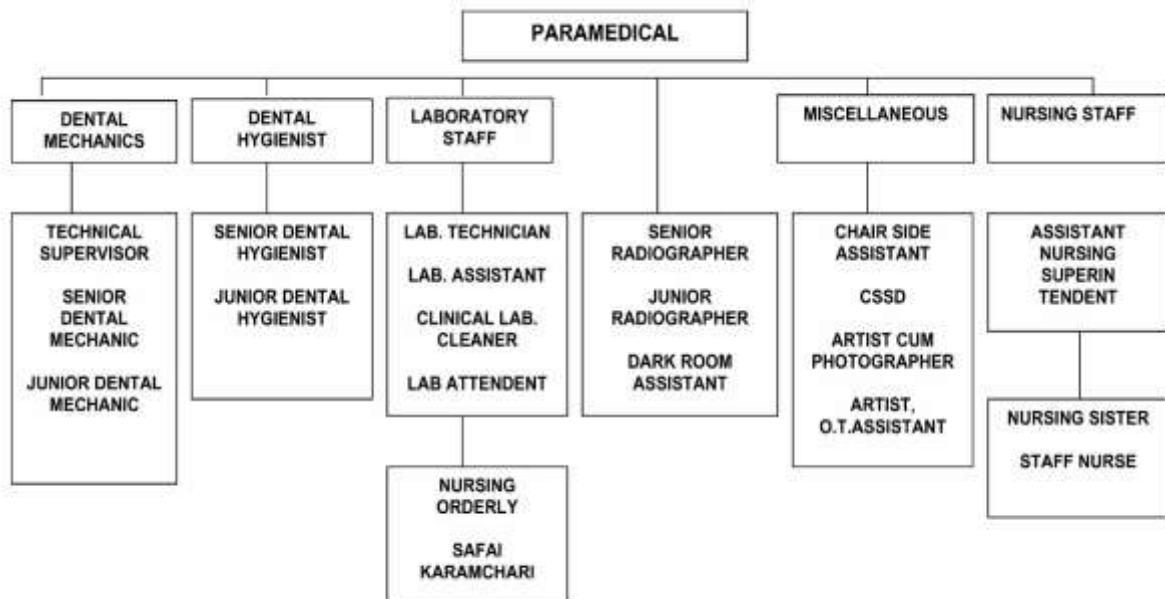 PARAMEDICAL
DENTAL
MECHANICS
DENTAL
HYGIENIST
LABORATORY
STAFF
MISCELLANEOUS
NURSING STAFF
TECHNICAL
SUPERVISOR
SENIOR
DENTAL
MECHANIC
JUNIOR DENTAL
MECHANIC
SENIOR DENTAL
HYGIENIST
JUNIOR DENTAL
HYGIENIST
LAB. TECHNICIAN
LAB. ASSISTANT
CLINICAL LAB.
CLEANER
LAB ATTENDENT
NURSING
ORDERLY
SAFAI
KARAMCHARI
SENIOR
RADIOGRAPHER
JUNIOR
RADIOGRAPHER
DARK ROOM
ASSISTANT
CHAIR SIDE
ASSISTANT
CSSD
ARTIST CUM
PHOTOGRAPHER
ARTIST,
O.T.ASSISTANT
ASSISTANT
NURSING
SUPERIN
TENDENT
NURSING SISTER
STAFF NURSE